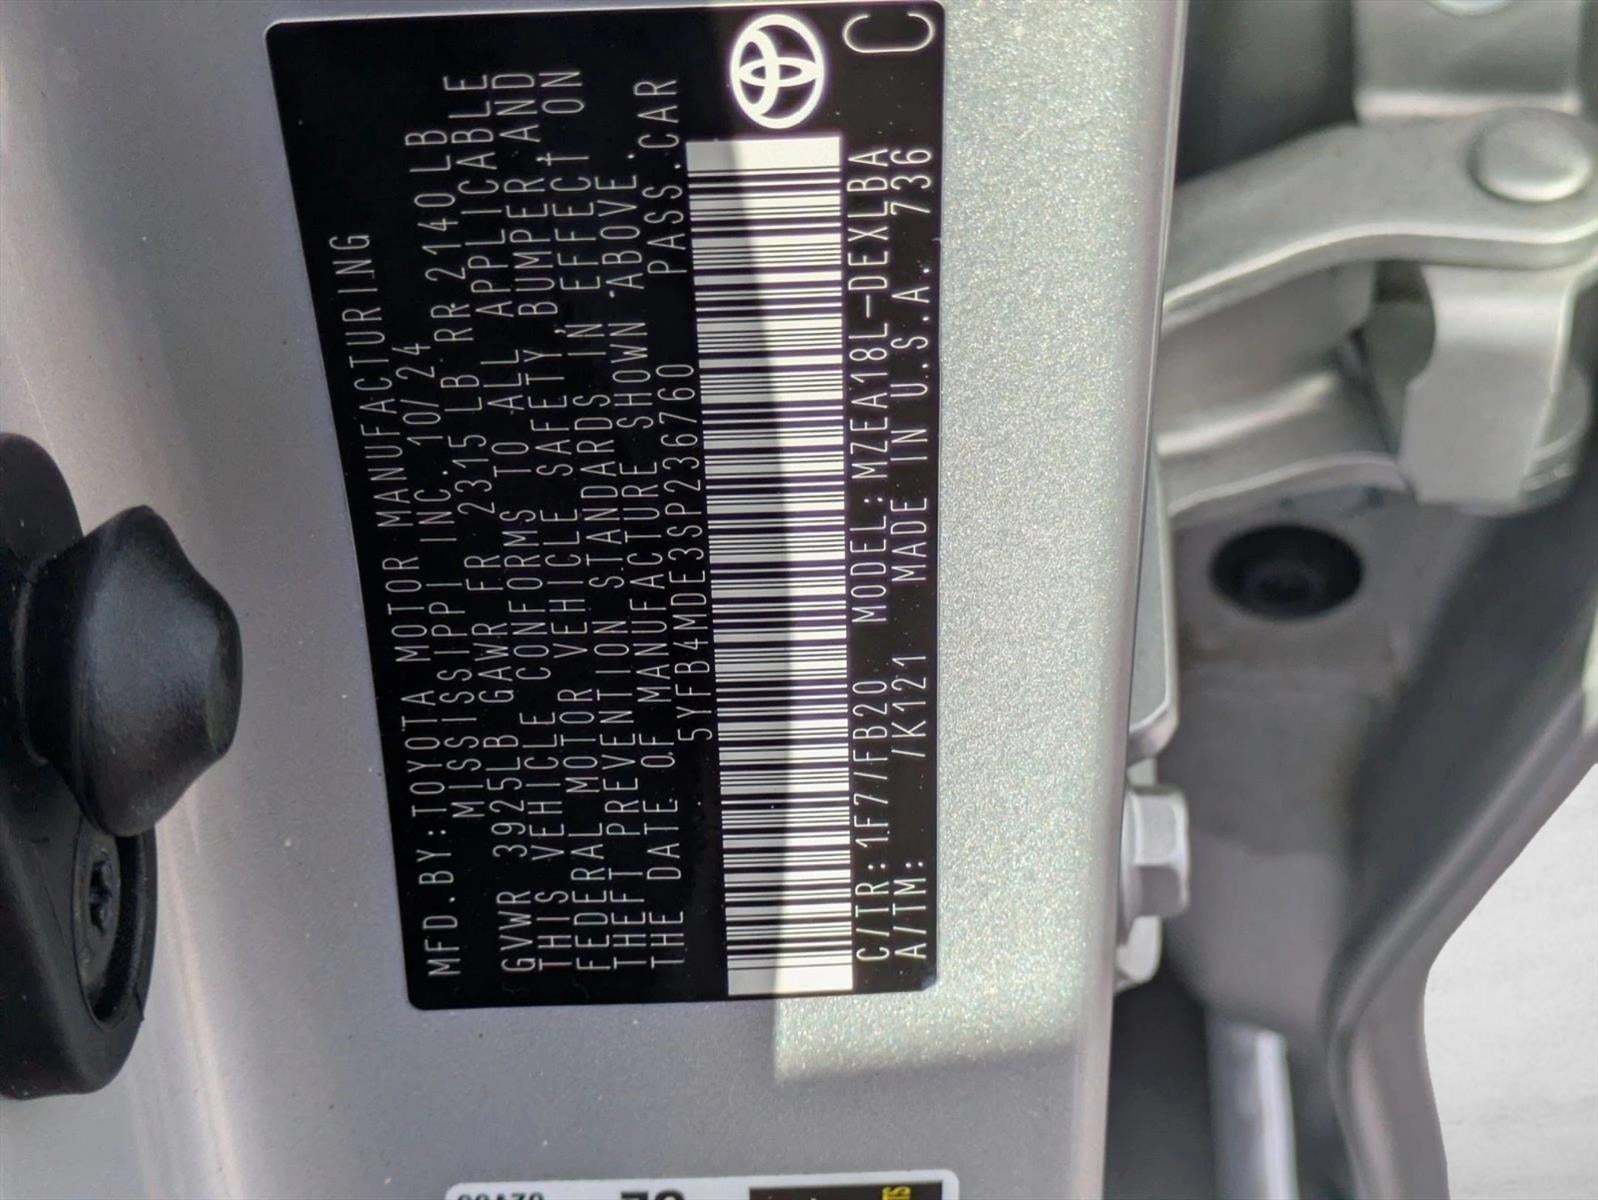 MFD.BY:TOYOTA MOTOR MANUFACTURING
MISSISSIPPI INC. 10/24
GVWR 3925LB GAWR FR 2315 LB RR 2140LB
THIS VEHICLE CONFORMS TO ALL APPLICABLE
FEDERAL MOTOR VEHICLE SAFETY,BUMPER,AND
THEFT PREVENTION STANDARDS IN EFFECT ON
THE DATE OF MANUFACTURE SHOWN ABOVE.
5YFB4MDE3SP236760 PASS.CAR
C/TR:1F7/FB20 MODEL:MZEA18L-DEXLBA
A/TM: /K121 MADE IN U.S.A. 736
C